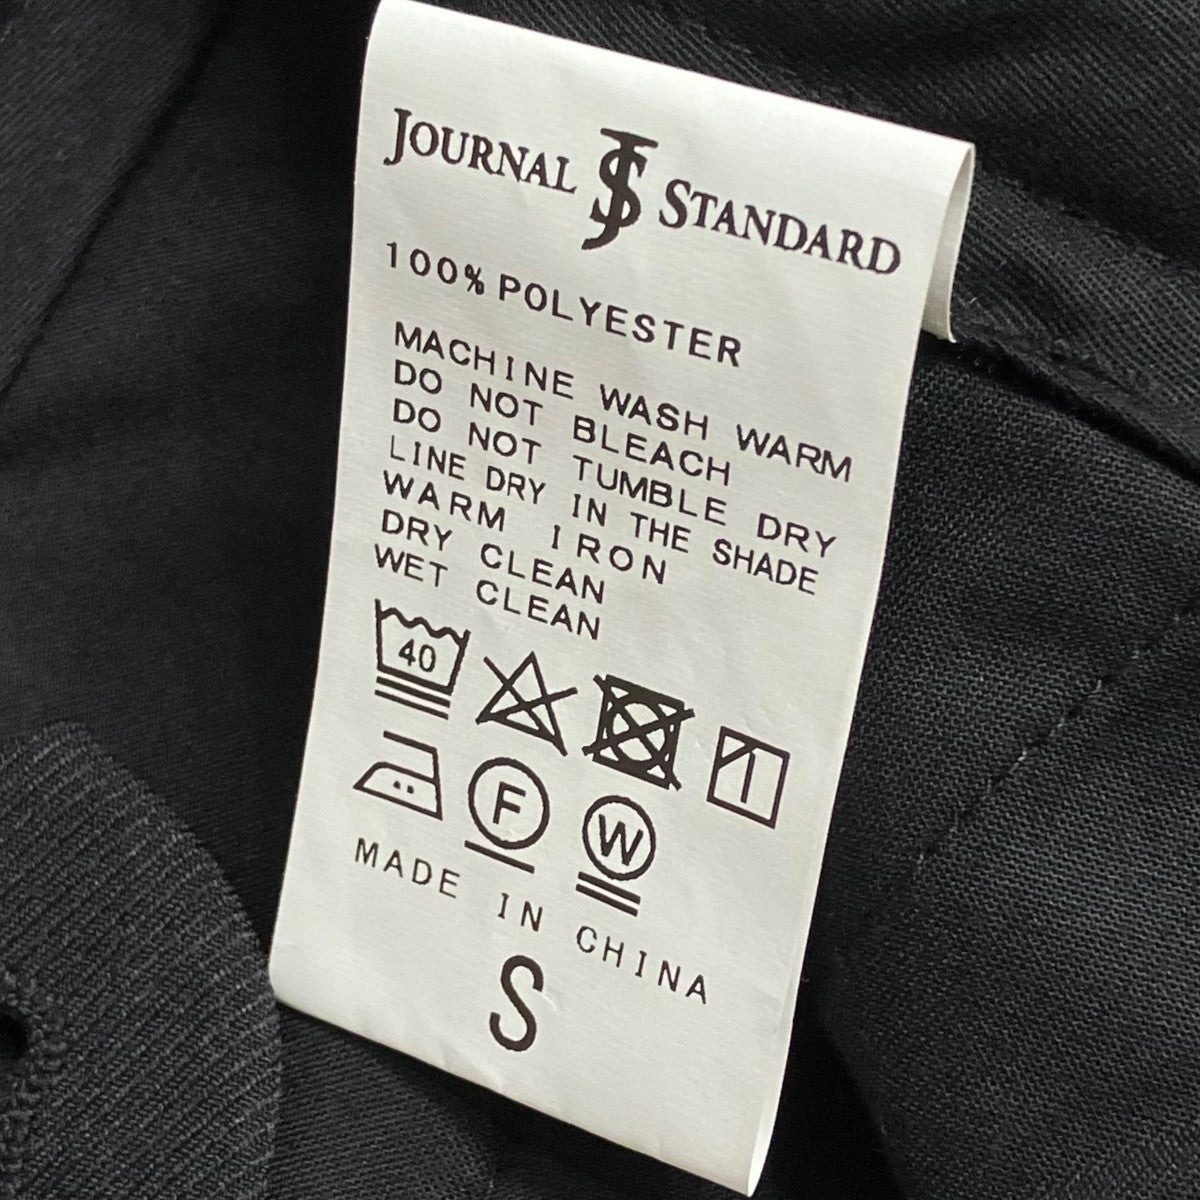 JOURNAL JS STANDARD
100% POLYESTER
MACHINE WASH WARM
DO NOT BLEACH
DO NOT TUMBLE DRY
LINE DRY IN THE SHADE
WARM IRON
DRY CLEAN
WET CLEAN
40
F W
MADE IN CHINA
S